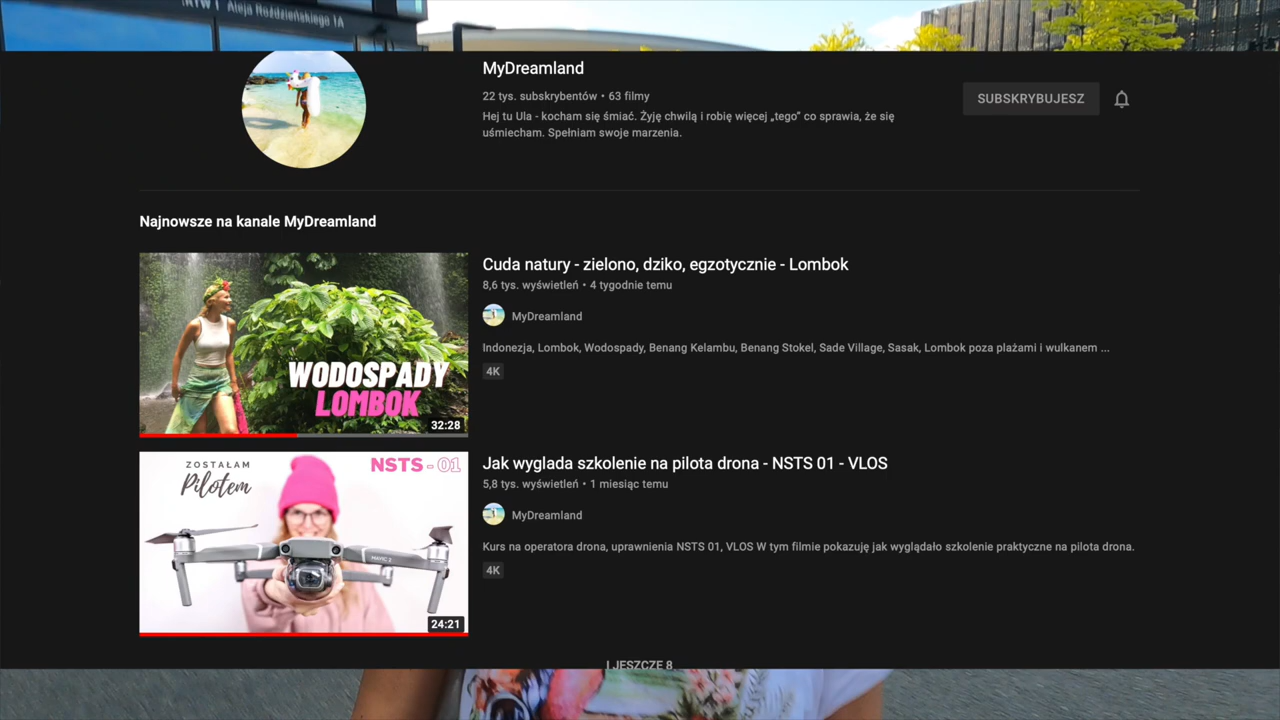 Aleja Roździeńskiego 1A
MyDreamland
22 tys. subskrybentów • 63 filmy
Hej tu Ula - kocham się śmiać. Żyję chwilą i robię więcej „tego” co sprawia, że się
uśmiecham. Spełniam swoje marzenia.
SUBSKRYBUJESZ
Najnowsze na kanale MyDreamland
WODOSPADY
LOMBOK
32:28
Cuda natury - zielono, dziko, egzotycznie - Lombok
8,6 tys. wyświetleń • 4 tygodnie temu
MyDreamland
Indonezja, Lombok, Wodospady, Benang Kelambu, Benang Stokel, Sade Village, Sasak, Lombok poza plażami i wulkanem ...
4K
ZOSTAŁAM
Pilotem
NSTS - 01
MAVIC 2
24:21
Jak wyglada szkolenie na pilota drona - NSTS 01 - VLOS
5,8 tys. wyświetleń • 1 miesiąc temu
MyDreamland
Kurs na operatora drona, uprawnienia NSTS 01, VLOS W tym filmie pokazuję jak wyglądało szkolenie praktyczne na pilota drona.
4K
I JESZCZE 8